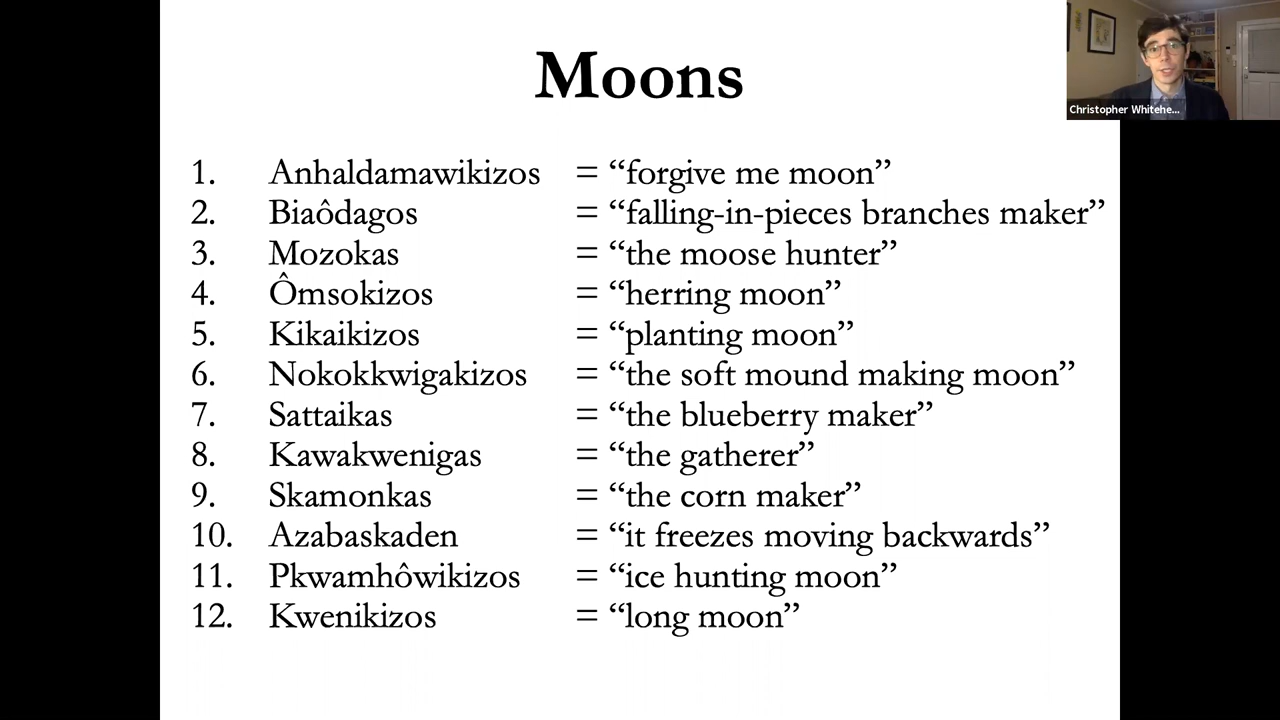 Moons
Christopher Whitehe...
1. Anhaldamawikizos = “forgive me moon”
2. Biaôdagos = “falling-in-pieces branches maker”
3. Mozokas = “the moose hunter”
4. Ômsokizos = “herring moon”
5. Kikaikizos = “planting moon”
6. Nokokkwigakizos = “the soft mound making moon”
7. Sattaikas = “the blueberry maker”
8. Kawakwenigas = “the gatherer”
9. Skamonkas = “the corn maker”
10. Azabaskaden = “it freezes moving backwards”
11. Pkwamhôwikizos = “ice hunting moon”
12. Kwenikizos = “long moon”